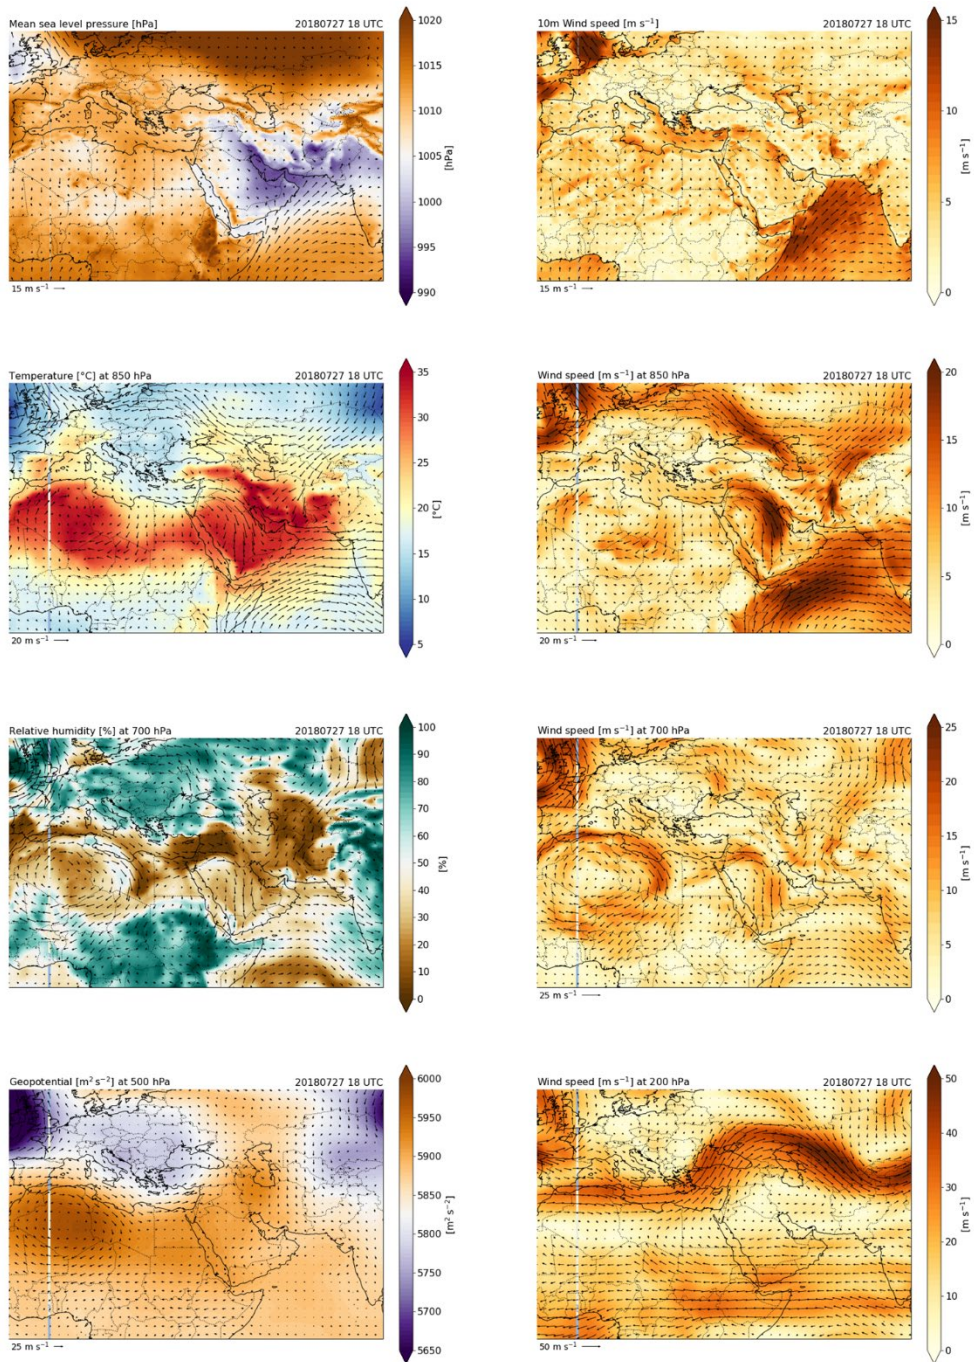 Mean sea level pressure [hPa] 20180727 18 UTC
1020
1015
1010
1005
1000
995
990
[hPa]
15 m s⁻¹
10m Wind speed [m s⁻¹] 20180727 18 UTC
15
10
5
0
[m s⁻¹]
15 m s⁻¹
Temperature [°C] at 850 hPa 20180727 18 UTC
35
30
25
20
15
10
5
[°C]
20 m s⁻¹
Wind speed [m s⁻¹] at 850 hPa 20180727 18 UTC
20
15
10
5
0
[m s⁻¹]
20 m s⁻¹
Relative humidity [%] at 700 hPa 20180727 18 UTC
100
90
80
70
60
50
40
30
20
10
0
[%]
25 m s⁻¹
Wind speed [m s⁻¹] at 700 hPa 20180727 18 UTC
25
20
15
10
5
0
[m s⁻¹]
25 m s⁻¹
Geopotential [m² s⁻²] at 500 hPa 20180727 18 UTC
6000
5950
5900
5850
5800
5750
5700
5650
[m² s⁻²]
25 m s⁻¹
Wind speed [m s⁻¹] at 200 hPa 20180727 18 UTC
50
40
30
20
10
0
[m s⁻¹]
50 m s⁻¹